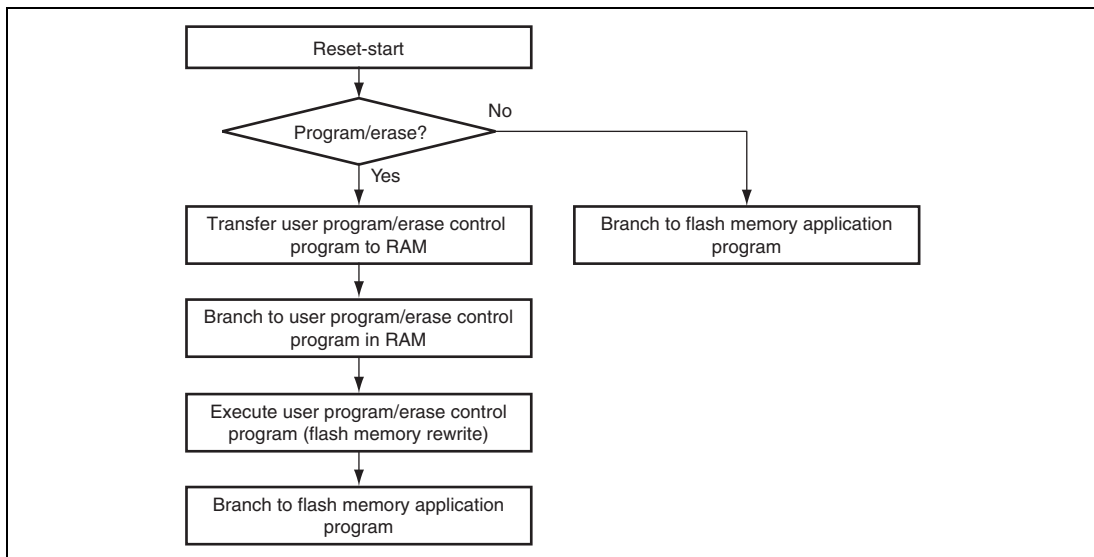 Reset-start
No
Program/erase?
Yes
Transfer user program/erase control
program to RAM
Branch to flash memory application
program
Branch to user program/erase control
program in RAM
Execute user program/erase control
program (flash memory rewrite)
Branch to flash memory application
program